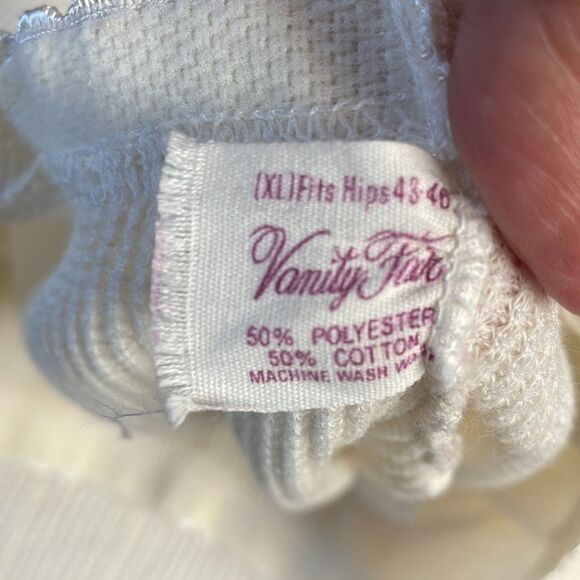 (XL) Fits Hips 43-46
Vanity Fair
50% POLYESTER
50% COTTON
MACHINE WASH